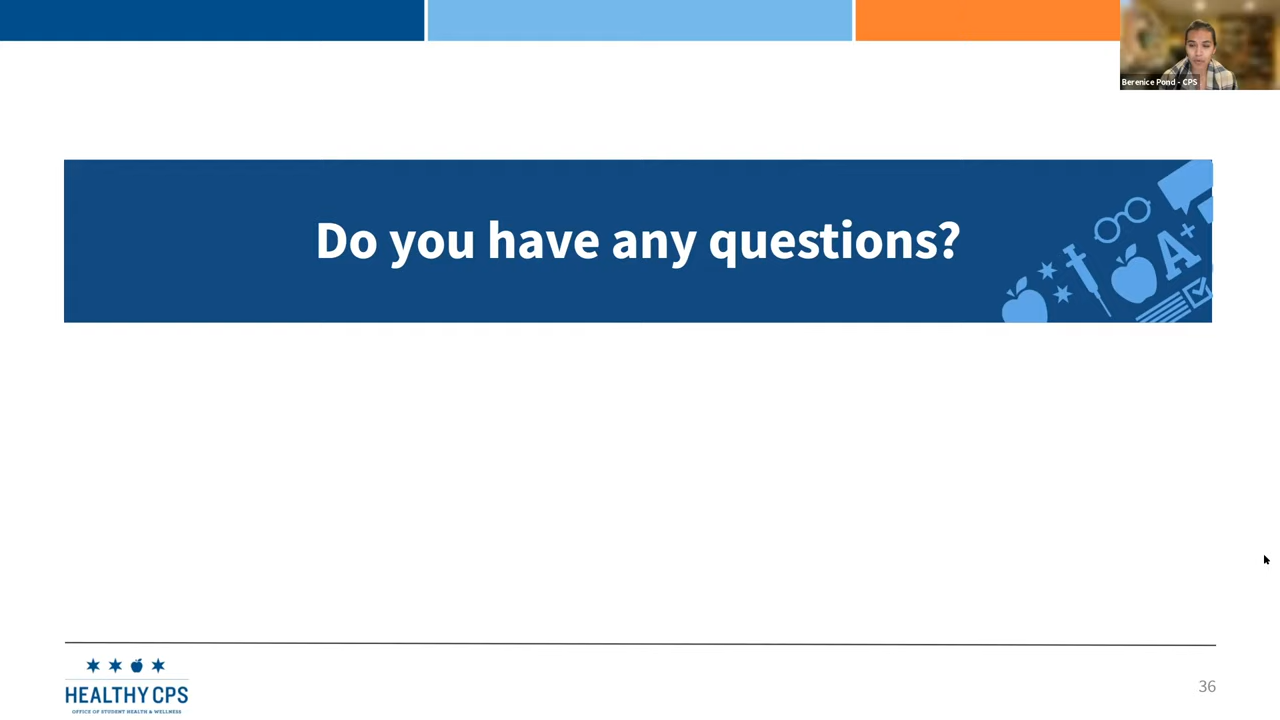 Berenice Pond - CPS
Do you have any questions?
A+
HEALTHY CPS
OFFICE OF STUDENT HEALTH & WELLNESS
36